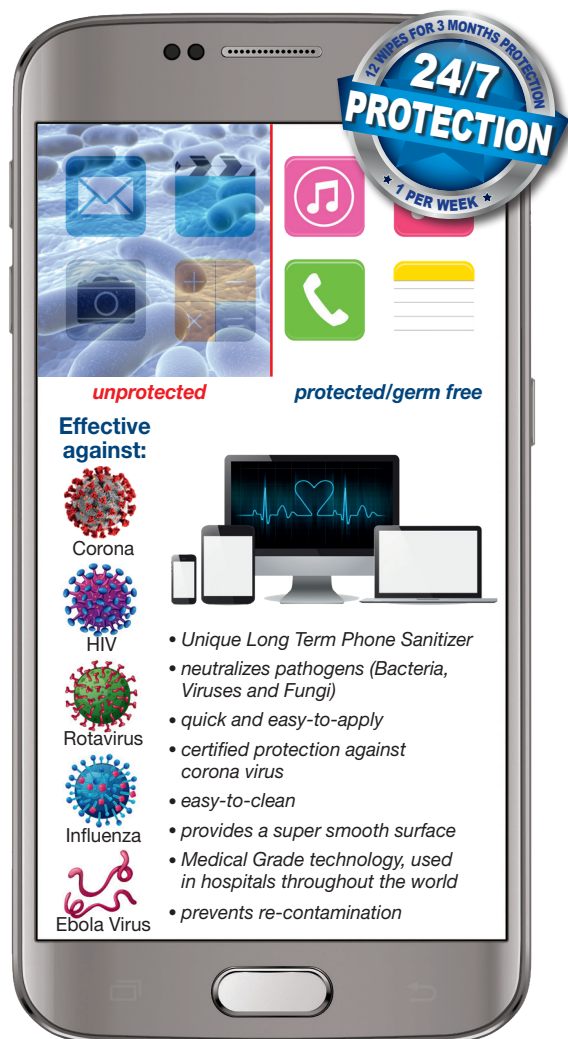 12 WIPES FOR 3 MONTHS PROTECTION
24/7
PROTECTION
★ 1 PER WEEK ★
unprotected
protected/germ free
Effective
against:
Corona
HIV
Rotavirus
Influenza
Ebola Virus
• Unique Long Term Phone Sanitizer
• neutralizes pathogens (Bacteria,
Viruses and Fungi)
• quick and easy-to-apply
• certified protection against
corona virus
• easy-to-clean
• provides a super smooth surface
• Medical Grade technology, used
in hospitals throughout the world
• prevents re-contamination